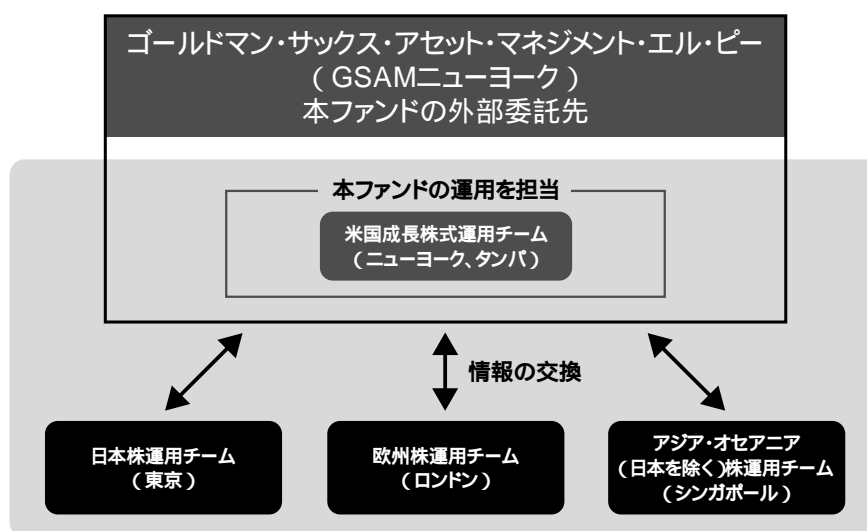 ゴールドマン・サックス・アセット・マネジメント・エル・ピー
（GSAMニューヨーク）
本ファンドの外部委託先
本ファンドの運用を担当
米国成長株式運用チーム
（ニューヨーク、タンパ）
情報の交換
日本株運用チーム
（東京）
欧州株運用チーム
（ロンドン）
アジア・オセアニア
（日本を除く）株運用チーム
（シンガポール）